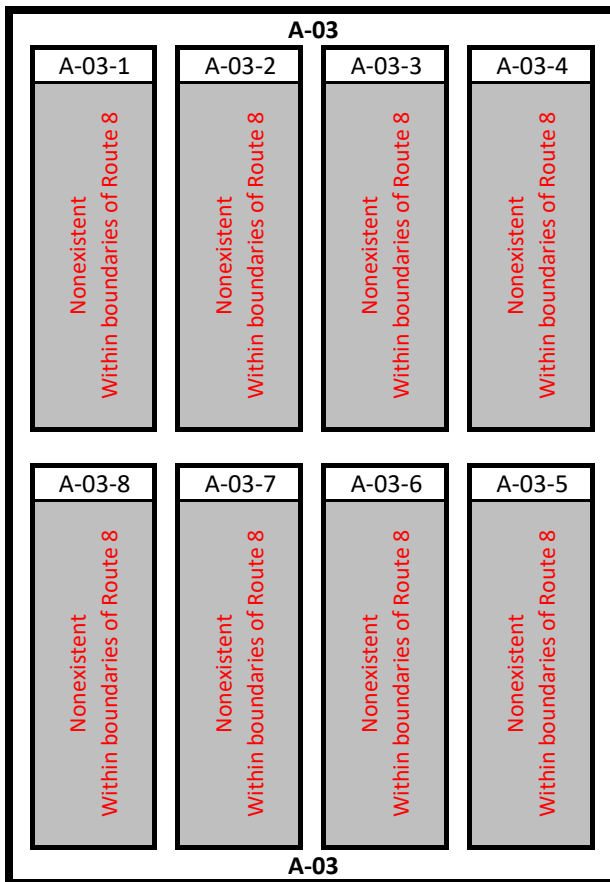 A-03
A-03-1
Nonexistent
Within boundaries of Route 8
A-03-2
Nonexistent
Within boundaries of Route 8
A-03-3
Nonexistent
Within boundaries of Route 8
A-03-4
Nonexistent
Within boundaries of Route 8
A-03-8
Nonexistent
Within boundaries of Route 8
A-03-7
Nonexistent
Within boundaries of Route 8
A-03-6
Nonexistent
Within boundaries of Route 8
A-03-5
Nonexistent
Within boundaries of Route 8
A-03